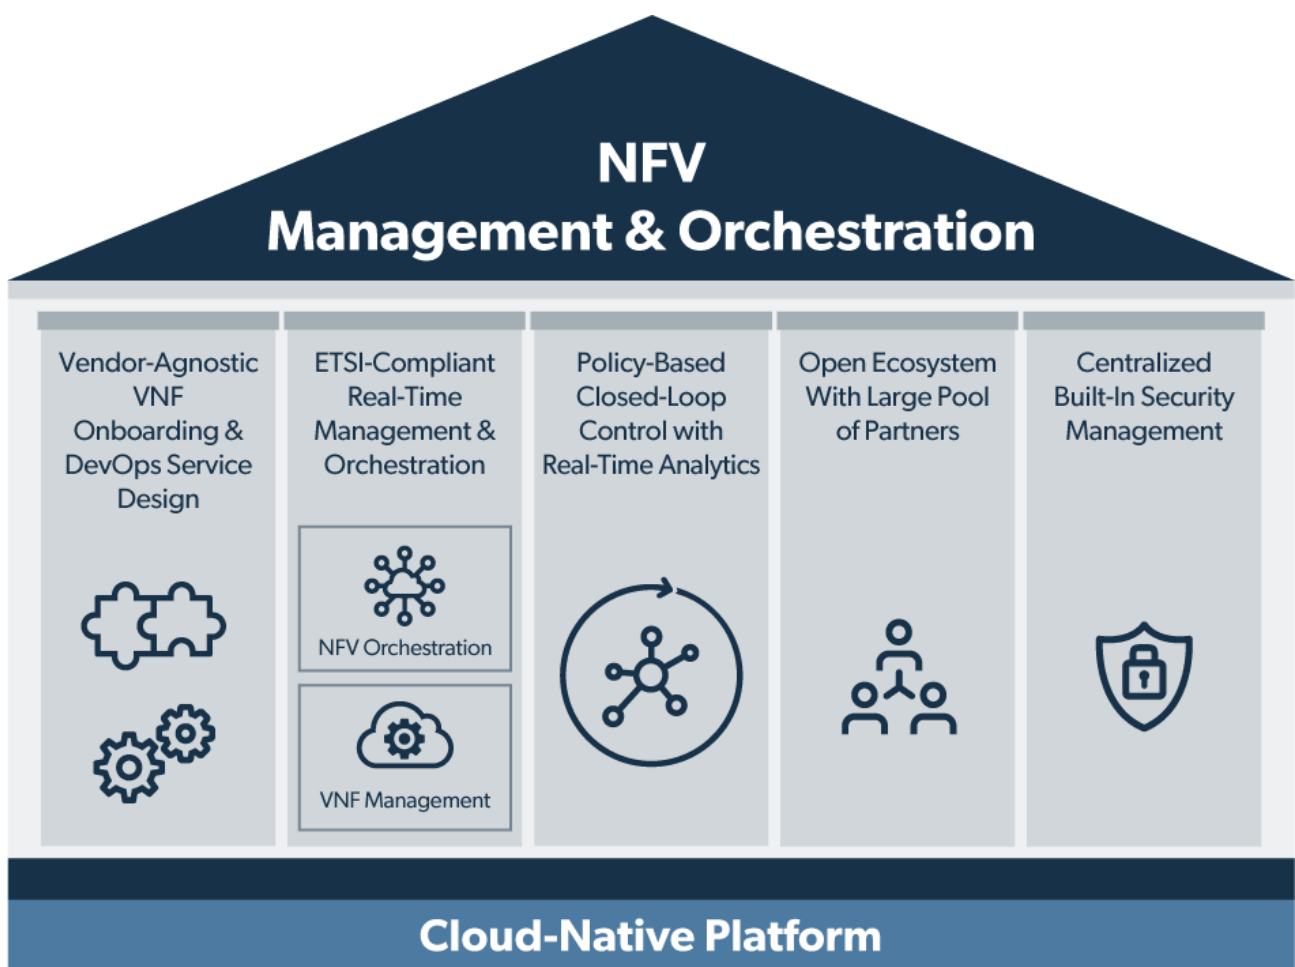 NFV
Management & Orchestration
Vendor-Agnostic
VNF
Onboarding &
DevOps Service
Design
ETSI-Compliant
Real-Time
Management &
Orchestration
NFV Orchestration
VNF Management
Policy-Based
Closed-Loop
Control with
Real-Time Analytics
Open Ecosystem
With Large Pool
of Partners
Centralized
Built-In Security
Management
Cloud-Native Platform